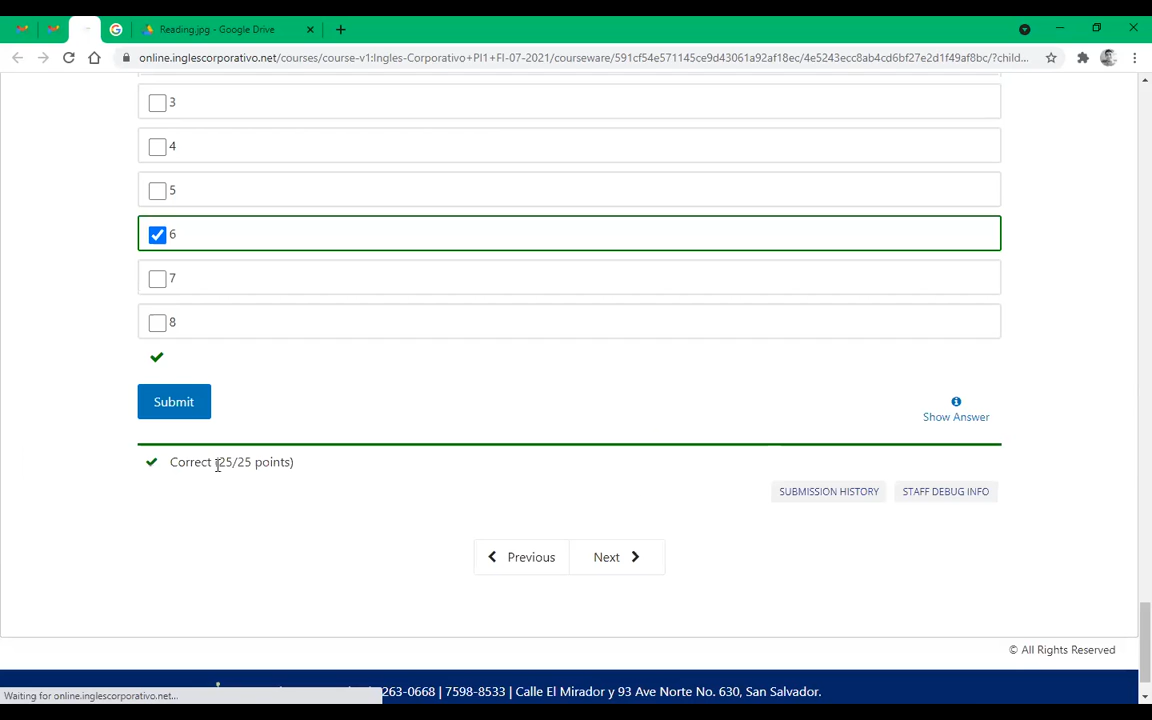 Reading.jpg - Google Drive
online.inglescorporativo.net/courses/course-v1:Ingles-Corporativo+PI1+FI-07-2021/courseware/591cf54e571145ce9d43061a92af18ec/4e5243ecc8ab4cd6bf27e2d1f49af8bc/?child...
3
4
5
6
7
8
Submit
Show Answer
Correct (25/25 points)
SUBMISSION HISTORY
STAFF DEBUG INFO
Previous
Next
© All Rights Reserved
Waiting for online.inglescorporativo.net...
263-0668 | 7598-8533 | Calle El Mirador y 93 Ave Norte No. 630, San Salvador.